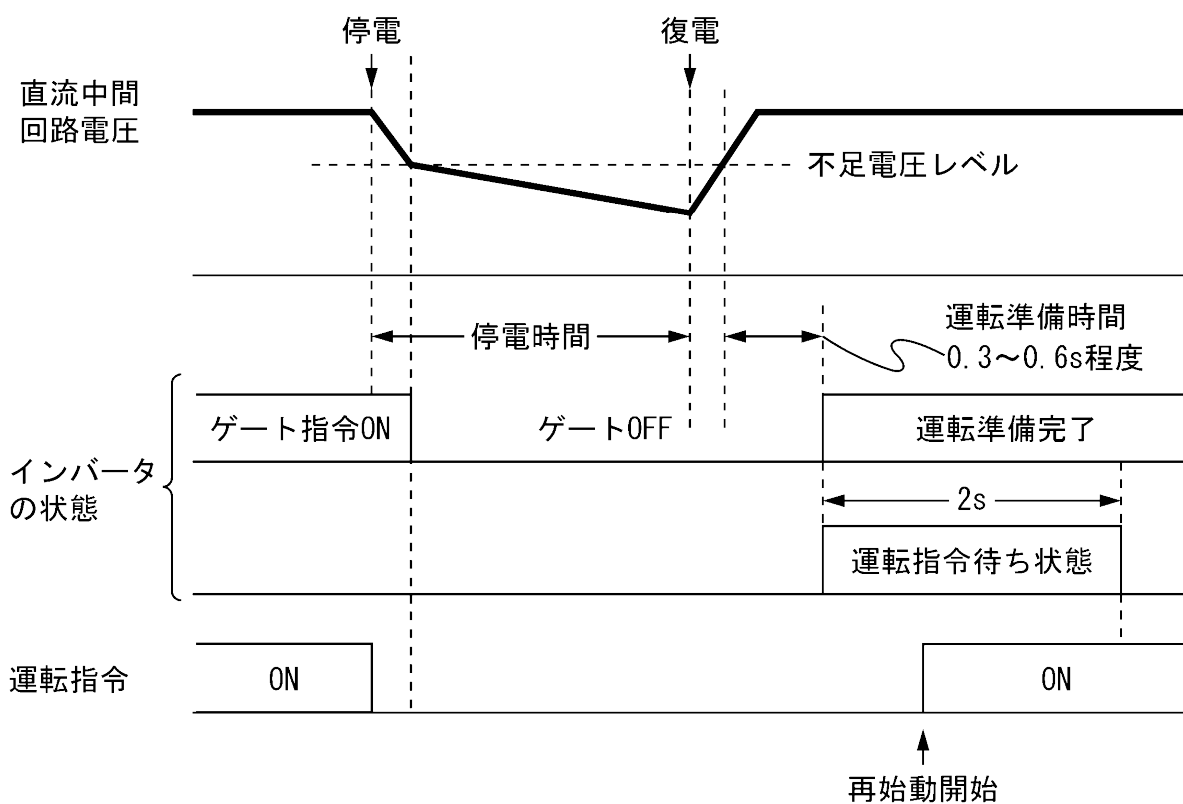 停電
復電
直流中間
回路電圧
不足電圧レベル
停電時間
運転準備時間
0.3～0.6s程度
ゲート指令ON
ゲートOFF
運転準備完了
インバータ
の状態
2s
運転指令待ち状態
運転指令
ON
ON
再始動開始